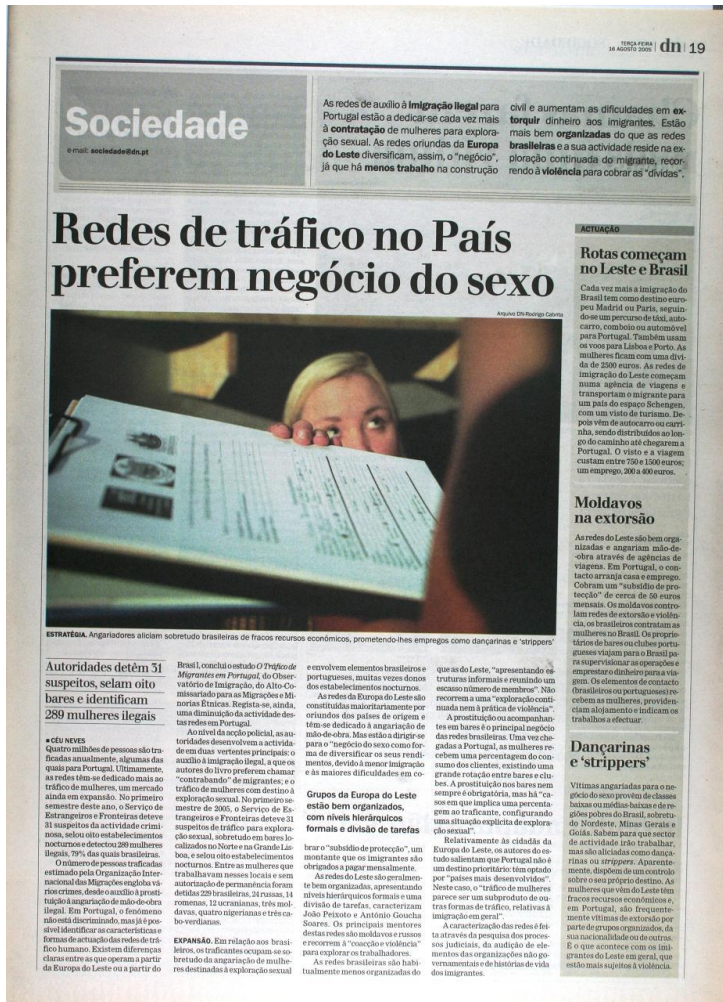 TERÇA-FEIRA
16 AGOSTO 2005
dn
19
Sociedade
e-mail: sociedade@dn.pt
As redes de auxílio à imigração ilegal para
Portugal estão a dedicar-se cada vez mais
à contratação de mulheres para explora-
ção sexual. As redes oriundas da Europa
do Leste diversificam, assim, o "negócio",
já que há menos trabalho na construção
civil e aumentam as dificuldades em ex-
torquir dinheiro aos imigrantes. Estão
mais bem organizadas do que as redes
brasileiras e a sua actividade reside na ex-
ploração continuada do migrante, recor-
rendo à violência para cobrar as "dívidas".
Redes de tráfico no País
preferem negócio do sexo
Arquivo DN-Rodrigo Cabrita
ESTRATÉGIA. Angariadores aliciam sobretudo brasileiras de fracos recursos económicos, prometendo-lhes empregos como dançarinas e 'strippers'
Autoridades detêm 31
suspeitos, selam oito
bares e identificam
289 mulheres ilegais
■ CÉU NEVES
Quatro milhões de pessoas são tra-
ficadas anualmente, algumas das
quais para Portugal. Ultimamente,
as redes têm-se dedicado mais ao
tráfico de mulheres, um mercado
ainda em expansão. No primeiro
semestre deste ano, o Serviço de
Estrangeiros e Fronteiras deteve
31 suspeitos da actividade crimi-
nosa, selou oito estabelecimentos
nocturnos e detectou 289 mulheres
ilegais, 79% das quais brasileiras.
O número de pessoas traficadas
estimado pela Organização Inter-
nacional das Migrações engloba vá-
rios crimes, desde o auxílio à prosti-
tuição à angariação de mão-de-obra
ilegal. Em Portugal, o fenómeno
não está discriminado, mas já é pos-
sível identificar as características e
formas de actuação das redes de trá-
fico humano. Existem diferenças
claras entre as que operam a partir
da Europa do Leste ou a partir do
Brasil, conclui o estudo O Tráfico de
Migrantes em Portugal, do Obser-
vatório de Imigração, do Alto-Co-
missariado para as Migrações e Mi-
norias Étnicas. Regista-se, ainda,
uma diminuição da actividade des-
tas redes em Portugal.
Ao nível da acção policial, as au-
toridades desenvolvem a activida-
de em duas vertentes principais: o
auxílio à imigração ilegal, a que os
autores do livro preferem chamar
"contrabando" de migrantes; e o
tráfico de mulheres com destino à
exploração sexual. No primeiro se-
mestre de 2005, o Serviço de Es-
trangeiros e Fronteiras deteve 31
suspeitos de tráfico para explora-
ção sexual, sobretudo em bares lo-
calizados no Norte e na Grande Lis-
boa, e selou oito estabelecimentos
nocturnos. Entre as mulheres que
trabalhavam nesses locais e sem
autorização de permanência foram
detidas 229 brasileiras, 24 russas, 14
romenas, 12 ucranianas, três mol-
davas, quatro nigerianas e três ca-
bo-verdianas.
EXPANSÃO. Em relação aos brasi-
leiros, os traficantes ocupam-se so-
bretudo da angariação de mulhe-
res destinadas à exploração sexual
e envolvem elementos brasileiros e
portugueses, muitas vezes donos
dos estabelecimentos nocturnos.
As redes da Europa do Leste são
constituídas maioritariamente por
oriundos dos países de origem e
têm-se dedicado à angariação de
mão-de-obra. Mas estão a dirigir-se
para o "negócio do sexo como for-
ma de diversificar os seus rendi-
mentos, devido à menor imigração
e às maiores dificuldades em co-
Grupos da Europa do Leste
estão bem organizados,
com níveis hierárquicos
formais e divisão de tarefas
brar o "subsídio de protecção", um
montante que os imigrantes são
obrigados a pagar mensalmente.
As redes do Leste são geralmen-
te bem organizadas, apresentando
níveis hierárquicos formais e uma
divisão de tarefas, caracterizam
João Peixoto e António Goucha
Soares. Os principais mentores
destas redes são moldavos e russos
e recorrem à "coacção e violência"
para explorar os trabalhadores.
As redes brasileiras são habi-
tualmente menos organizadas do
que as do Leste, "apresentando es-
truturas informais e reunindo um
escasso número de membros". Não
recorrem a uma "exploração conti-
nuada nem à prática de violência".
A prostituição ou acompanhan-
tes em bares é o principal negócio
das redes brasileiras. Uma vez che-
gadas a Portugal, as mulheres re-
cebem uma percentagem do con-
sumo dos clientes, existindo uma
grande rotação entre bares e clu-
bes. A prostituição nos bares nem
sempre é obrigatória, mas há "ca-
sos em que implica uma percenta-
gem ao traficante, configurando
uma situação explícita de explora-
ção sexual".
Relativamente às cidadãs da
Europa do Leste, os autores do es-
tudo salientam que Portugal não é
um destino prioritário: têm optado
por "países mais desenvolvidos".
Neste caso, o "tráfico de mulheres
parece ser um subproduto de ou-
tras formas de tráfico, relativas à
imigração em geral".
A caracterização das redes é fei-
ta através da pesquisa dos proces-
sos judiciais, da audição de ele-
mentos das organizações não go-
vernamentais e de histórias de vida
dos imigrantes.
ACTUAÇÃO
Rotas começam
no Leste e Brasil
Cada vez mais a imigração do
Brasil tem como destino euro-
peu Madrid ou Paris, seguin-
do-se um percurso de táxi, auto-
carro, comboio ou automóvel
para Portugal. Também usam
os voos para Lisboa e Porto. As
mulheres ficam com uma dívi-
da de 2500 euros. As redes de
imigração do Leste começam
numa agência de viagens e
transportam o migrante para
um país do espaço Schengen,
com um visto de turismo. De-
pois vêm de autocarro ou carri-
nha, sendo distribuídos ao lon-
go do caminho até chegarem a
Portugal. O visto e a viagem
custam entre 750 e 1500 euros;
um emprego, 200 a 400 euros.
Moldavos
na extorsão
As redes do Leste são bem orga-
nizadas e angariam mão-de-
-obra através de agências de
viagens. Em Portugal, o con-
tacto arranja casa e emprego.
Cobram um "subsídio de pro-
tecção" de cerca de 50 euros
mensais. Os moldavos contro-
lam redes de extorsão e violên-
cia, os brasileiros contratam as
mulheres no Brasil. Os proprie-
tários de bares ou clubes portu-
gueses viajam para o Brasil pa-
ra supervisionar as operações e
emprestar o dinheiro para a via-
gem. Os elementos de contacto
(brasileiros ou portugueses) re-
cebem as mulheres, providen-
ciam alojamento e indicam os
trabalhos a efectuar.
Dançarinas
e 'strippers'
Vítimas angariadas para o ne-
gócio do sexo provêm de classes
baixas ou médias-baixas e de re-
giões pobres do Brasil, sobretu-
do Nordeste, Minas Gerais e
Goiás. Sabem para que sector
de actividade irão trabalhar,
mas são aliciadas como dança-
rinas ou strippers. Aparente-
mente, dispõem de um controlo
sobre o seu próprio destino. As
mulheres que vêm do Leste têm
fracos recursos económicos e,
em Portugal, são frequente-
mente vítimas de extorsão por
parte de grupos organizados, da
sua nacionalidade ou de outras.
É o que acontece com os imi-
grantes do Leste em geral, que
estão mais sujeitos à violência.